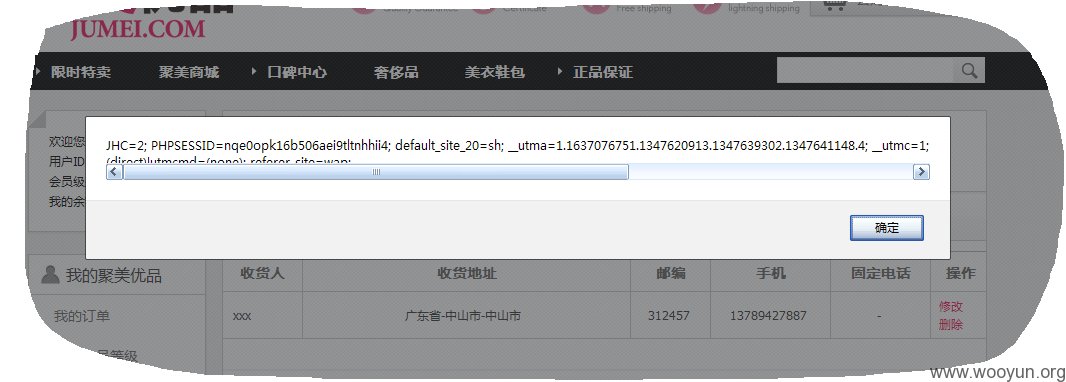 JUMEI.COM
Certificate
Free shipping
lightning shipping
限时特卖 聚美商城 口碑中心 奢侈品 美衣鞋包 正品保证
欢迎您
用户ID
会员级
我的余
JHC=2; PHPSESSID=nqe0opk16b506aei9tltnhhii4; default_site_20=sh; __utma=1.1637076751.1347620913.1347639302.1347641148.4; __utmc=1;
(direct)|utmcmd=(none); referer_site=wap;
确定
我的聚美优品
我的订单
员等级
收货人 收货地址 邮编 手机 固定电话 操作
xxx 广东省-中山市-中山市 312457 13789427887 - 修改
删除
www.wooyun.org